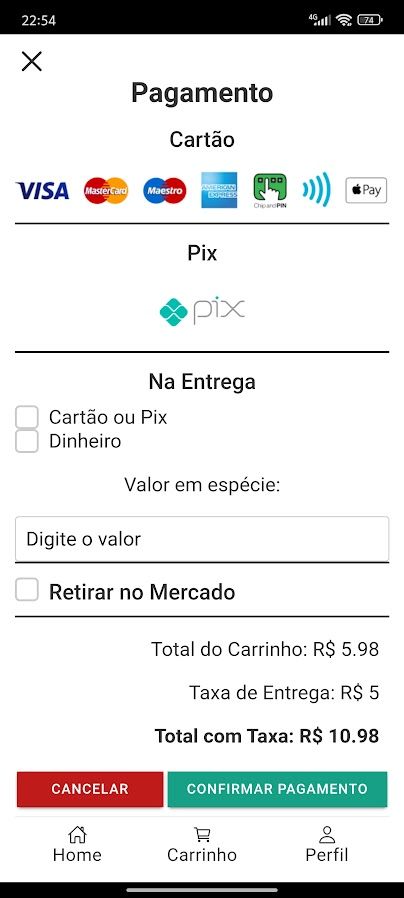 22:54 4G 74
Pagamento
Cartão
VISA MasterCard Maestro AMERICAN EXPRESS Chip and PIN Pay
Pix
pix
Na Entrega
Cartão ou Pix
Dinheiro
Valor em espécie:
Digite o valor
Retirar no Mercado
Total do Carrinho: R$ 5.98
Taxa de Entrega: R$ 5
Total com Taxa: R$ 10.98
CANCELAR CONFIRMAR PAGAMENTO
Home Carrinho Perfil